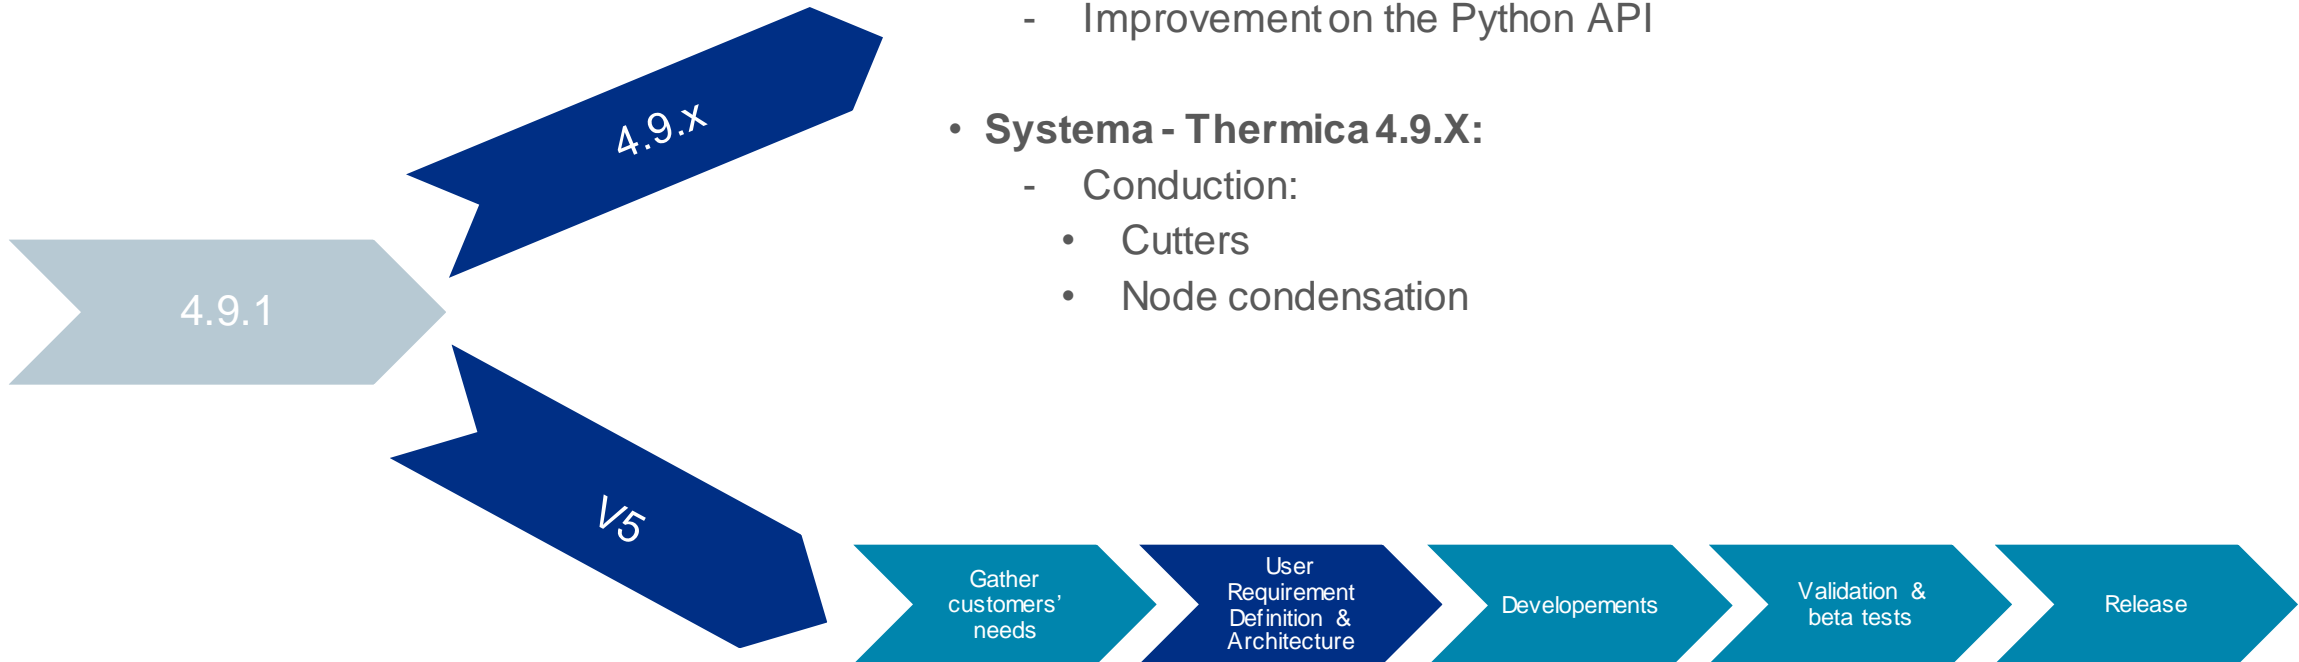 - Improvement on the Python API
4.9.x
• Systema - Thermica 4.9.X:
- Conduction:
• Cutters
• Node condensation
4.9.1
V5
Gather
customers’
needs
User
Requirement
Definition &
Architecture
Developements
Validation &
beta tests
Release